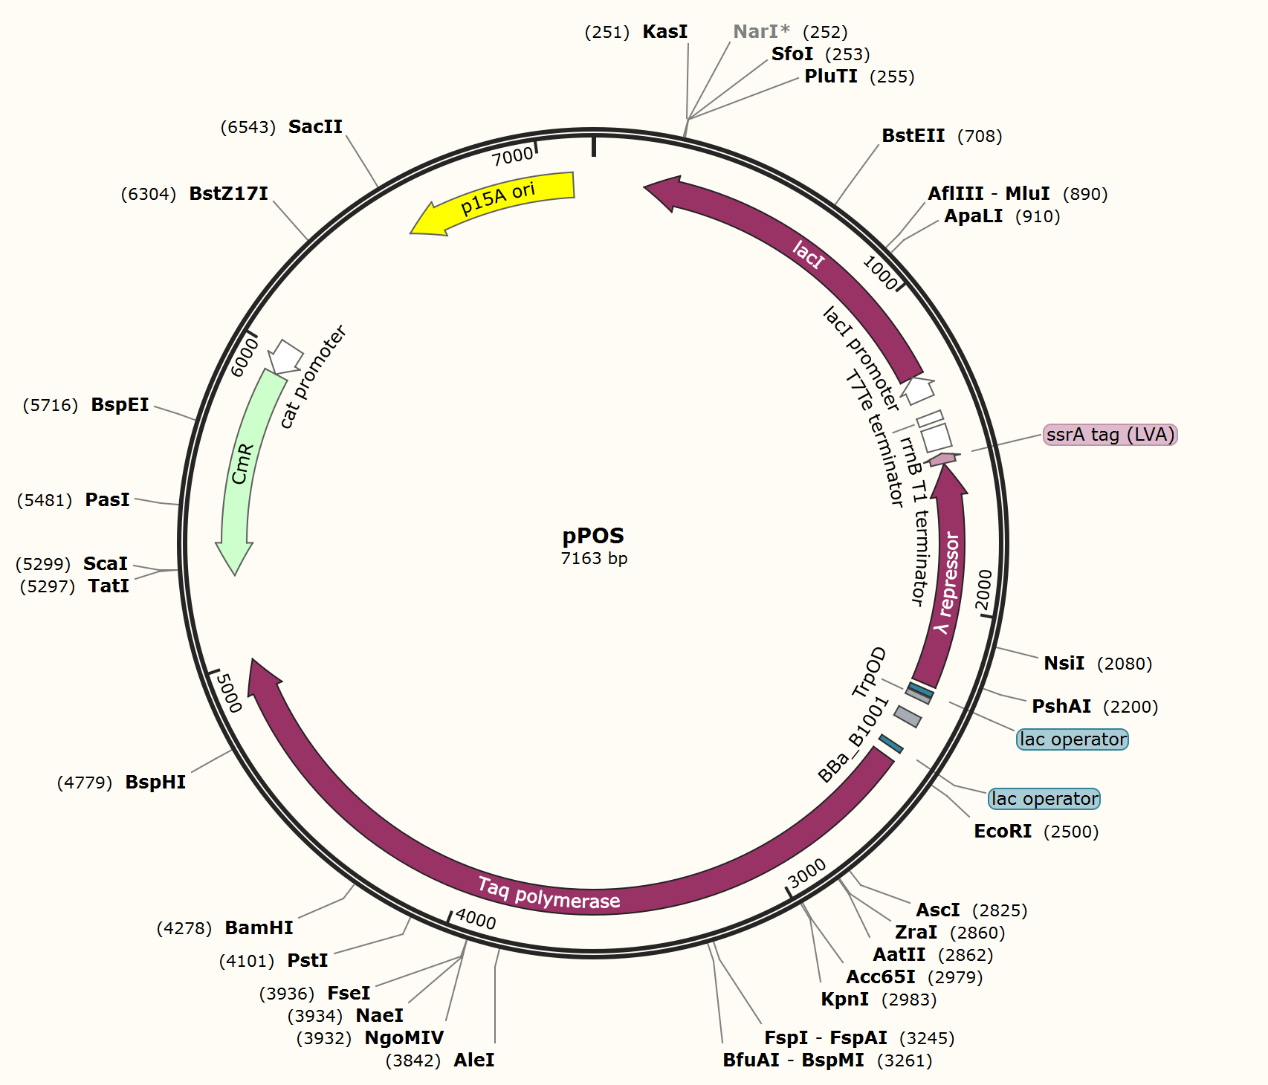 (251) KasI
NarI* (252)
SfoI (253)
PluTI (255)
(6543) SacII
BstEII (708)
7000
(6304) BstZ17I
p15A ori
AflIII - MluI (890)
ApaLI (910)
lacI
1000
lacI promoter
6000
cat promoter
T7Te terminator
(5716) BspEI
ssrA tag (LVA)
rrnB T1 terminator
CmR
(5481) PasI
pPOS
7163 bp
(5299) ScaI
(5297) TatI
γ repressor
2000
NsiI (2080)
TrpOD
5000
PshAI (2200)
lac operator
BBa_B1001
(4779) BspHI
lac operator
EcoRI (2500)
3000
Taq polymerase
4000
AscI (2825)
(4278) BamHI
ZraI (2860)
AatII (2862)
(4101) PstI
Acc65I (2979)
(3936) FseI
KpnI (2983)
(3934) NaeI
(3932) NgoMIV
FspI - FspAI (3245)
(3842) AleI
BfuAI - BspMI (3261)